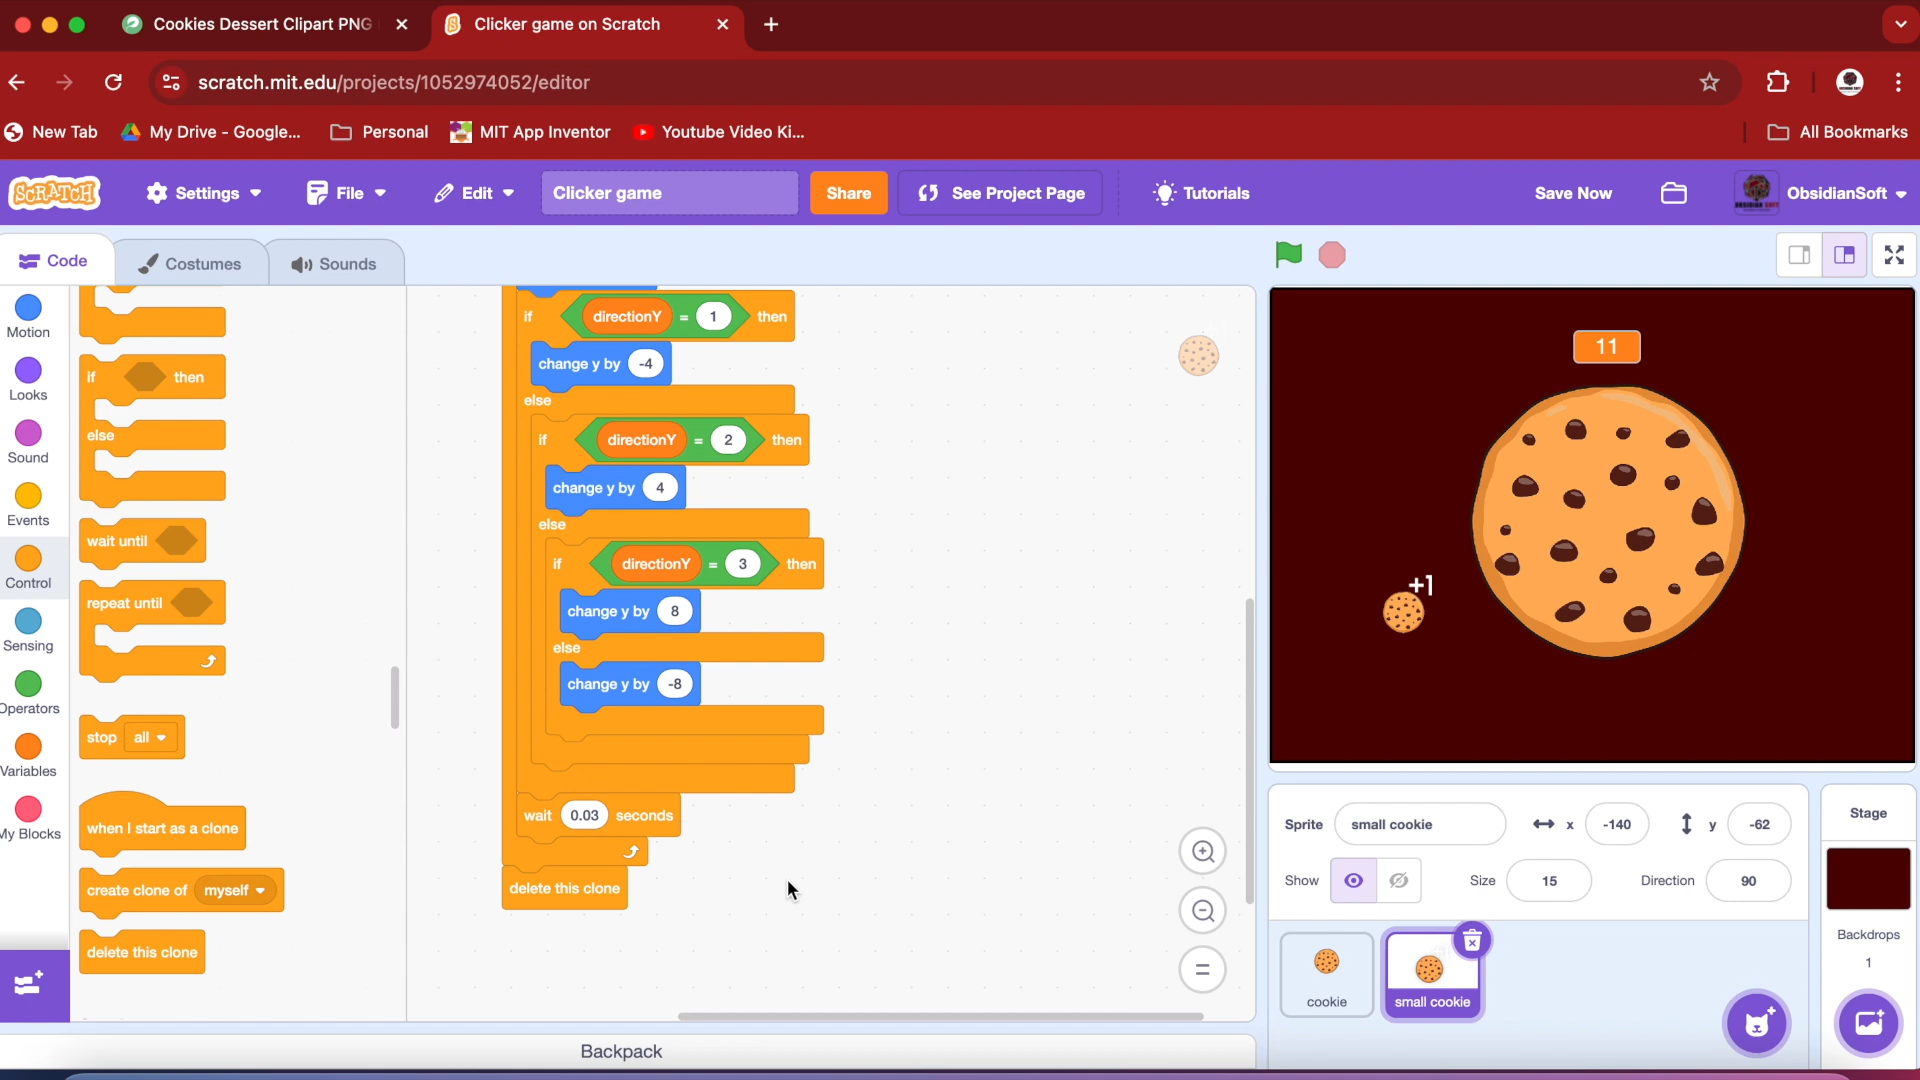 Cookies Dessert Clipart PNG
Clicker game on Scratch
scratch.mit.edu/projects/1052974052/editor
New Tab
My Drive - Google...
Personal
MIT App Inventor
Youtube Video Ki...
All Bookmarks
SCRATCH
Settings
File
Edit
Clicker game
Share
See Project Page
Tutorials
Save Now
ObsidianSoft
Code
Costumes
Sounds
Motion
Looks
Sound
Events
Control
Sensing
Operators
Variables
My Blocks
if then
else
wait until
repeat until
stop all
when I start as a clone
create clone of myself
delete this clone
if directionY = 1 then
change y by -4
else
if directionY = 2 then
change y by 4
else
if directionY = 3 then
change y by 8
else
change y by -8
wait 0.03 seconds
delete this clone
Backpack
11
+1
Sprite small cookie x -140 y -62
Show Size 15 Direction 90
cookie
small cookie
Stage
Backdrops
1